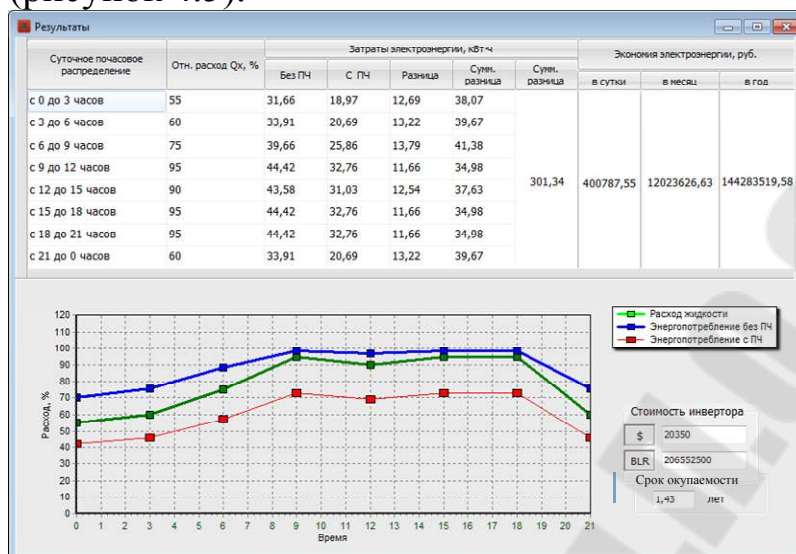 (рисунок 4.5).
Результаты
Суточное почасовое распределение
Отн. расход Qx, %
Затраты электроэнергии, кВт·ч
Экономия электроэнергии, руб.
Без ПЧ С ПЧ Разница Сумм. разница Сумм. разница в сутки в месяц в год
с 0 до 3 часов 55 31,66 18,97 12,69 38,07
с 3 до 6 часов 60 33,91 20,69 13,22 39,67
с 6 до 9 часов 75 39,66 25,86 13,79 41,38
с 9 до 12 часов 95 44,42 32,76 11,66 34,98
301,34 400787,55 12023626,63 144283519,58
с 12 до 15 часов 90 43,58 31,03 12,54 37,63
с 15 до 18 часов 95 44,42 32,76 11,66 34,98
с 18 до 21 часов 95 44,42 32,76 11,66 34,98
с 21 до 0 часов 60 33,91 20,69 13,22 39,67
120
110
100
90
80
70
60
50
40
30
20
10
0
Расход, %
0 1 2 3 4 5 6 7 8 9 10 11 12 13 14 15 16 17 18 19 20 21
Время
Расход жидкости
Энергопотребление без ПЧ
Энергопотребление с ПЧ
Стоимость инвертора
$ 20350
BLR 206552500
Срок окупаемости
1,43 лет